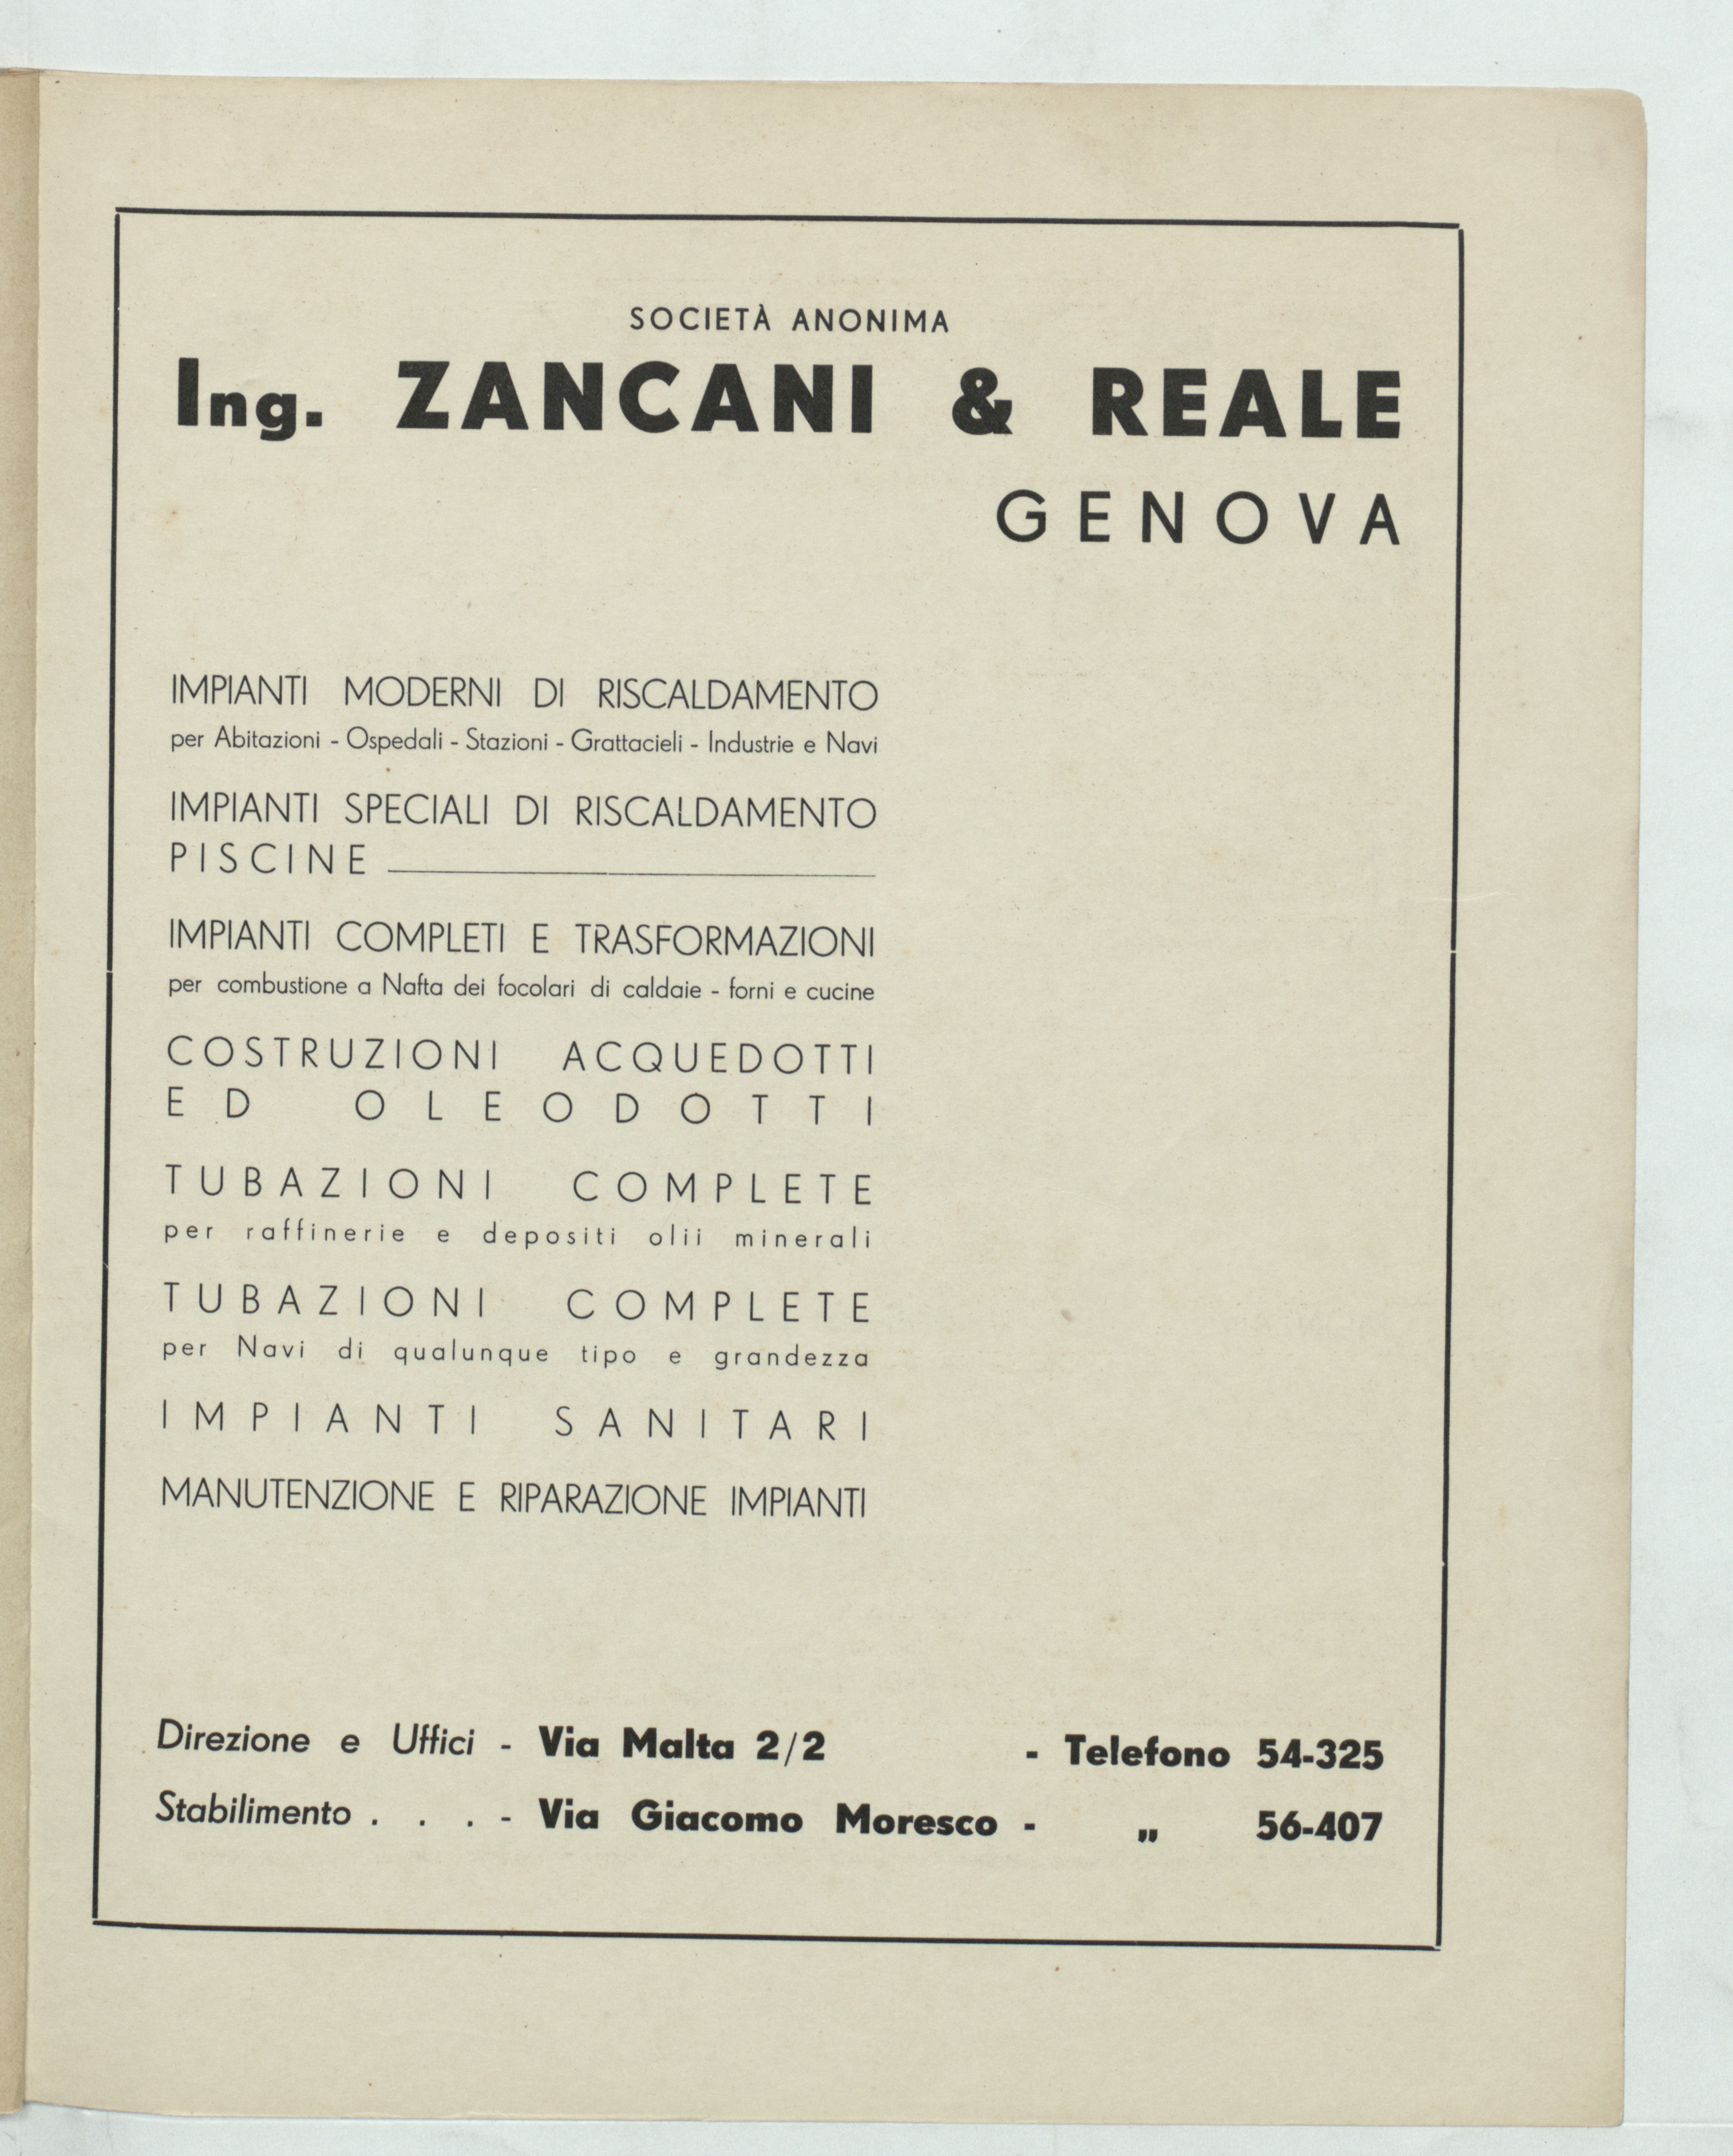 SOCIETÀ ANONIMA
Ing. ZANCANI & REALE
GENOVA
IMPIANTI MODERNI DI RISCALDAMENTO
per Abitazioni - Ospedali - Stazioni - Grattacieli - Industrie e Navi
IMPIANTI SPECIALI DI RISCALDAMENTO
PISCINE
IMPIANTI COMPLETI E TRASFORMAZIONI
per combustione a Nafta dei focolari di caldaie - forni e cucine
COSTRUZIONI ACQUEDOTTI
ED OLEODOTTI
TUBAZIONI COMPLETE
per raffinerie e depositi olii minerali
TUBAZIONI COMPLETE
per Navi di qualunque tipo e grandezza
IMPIANTI SANITARI
MANUTENZIONE E RIPARAZIONE IMPIANTI
Direzione e Uffici - Via Malta 2/2 - Telefono 54-325
Stabilimento . . . - Via Giacomo Moresco - „ 56-407